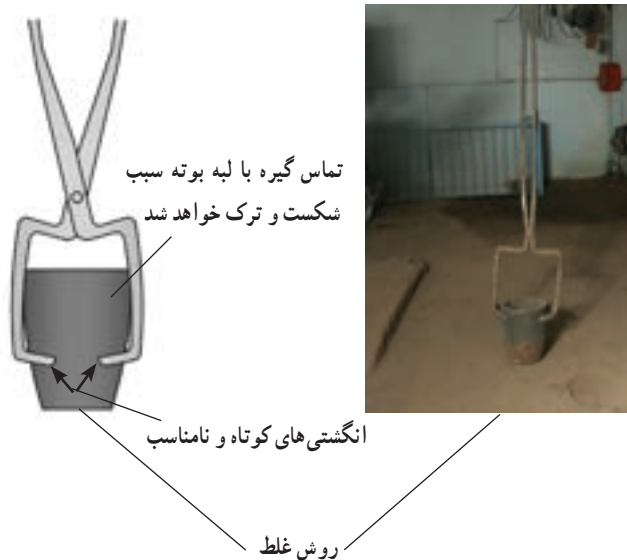 تماس گیره با لبه بوته سبب
شکست و ترک خواهد شد
انگشتی‌های کوتاه و نامناسب
روش غلط